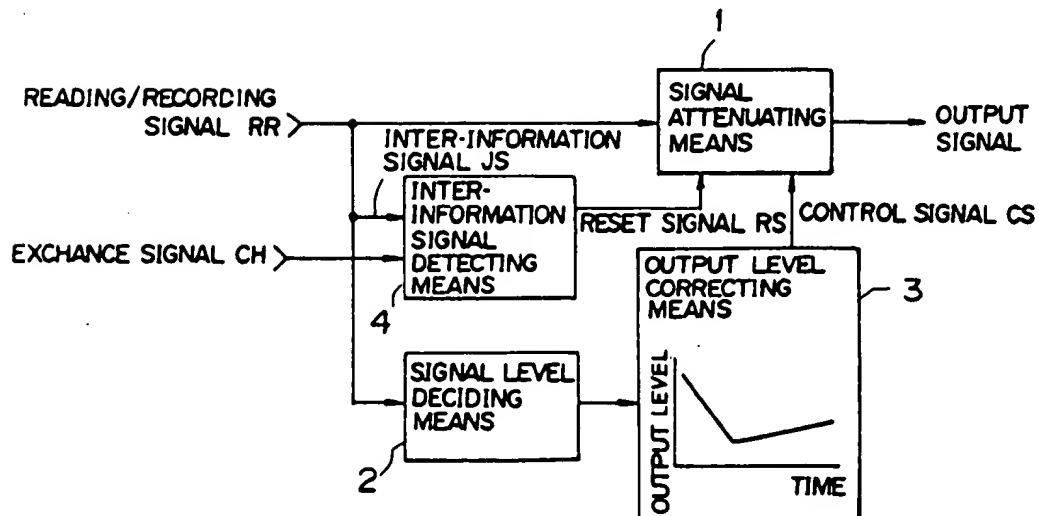 1
READING/RECORDING
SIGNAL RR
SIGNAL
ATTENUATING
MEANS
OUTPUT
SIGNAL
INTER-INFORMATION
SIGNAL JS
INTER-
INFORMATION
SIGNAL
DETECTING
MEANS
4
RESET SIGNAL RS
CONTROL SIGNAL CS
EXCHANCE SIGNAL CH
OUTPUT LEVEL
CORRECTING
MEANS
3
SIGNAL LEVEL
DECIDING
MEANS
2
OUTPUT LEVEL
TIME